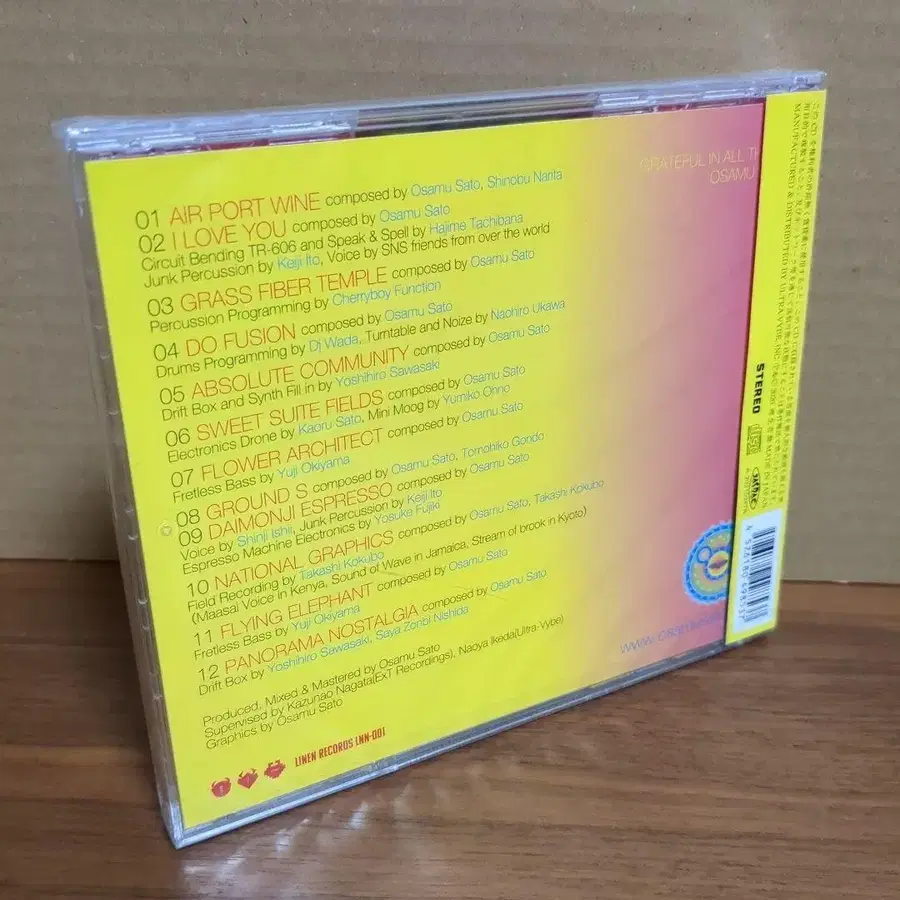 01 AIR PORT WINE composed by Osamu Sato, Shinobu Narita
02 I LOVE YOU composed by Osamu Sato
Circuit Bending TR-606 and Speak & Spell by Hajime Tachibana
Junk Percussion by Keiji Ito, Voice by SNS friends from over the world
03 GRASS FIBER TEMPLE composed by Osamu Sato
Percussion Programming by Cherryboy Function
04 DO FUSION composed by Osamu Sato
Drums Programming by Dj Wada, Turntable and Noize by Naohiro Ukawa
05 ABSOLUTE COMMUNITY composed by Osamu Sato
Drift Box and Synth Fill in by Yoshihiro Sawasaki
06 SWEET SUITE FIELDS composed by Osamu Sato
Electronics Drone by Kaoru Sato, Mini Moog by Yumiko Ohno
07 FLOWER ARCHITECT composed by Osamu Sato
Fretless Bass by Yuji Okiyama
08 GROUND S composed by Osamu Sato, Tomohiko Gondo
09 DAIMONJI ESPRESSO composed by Osamu Sato
Voice by Shinji Ishii, Junk Percussion by Keiji Ito
Espresso Machine Electronics by Yosuke Fujiki
10 NATIONAL GRAPHICS composed by Osamu Sato, Takashi Kokubo
Field Recording by Takashi Kokubo
(Maasai Voice in Kenya, Sound of Wave in Jamaica, Stream of brook in Kyoto)
11 FLYING ELERHANT composed by Osamu Sato
Fretless Bass by Yuji Okiyama
12 PANORAMA NOSTALGIA composed by Osamu Sato
Drift Box by Yoshihiro Sawasaki, Saya Zonbi Nishida
Produced, Mixed & Mastered by Osamu Sato
Supervised by Kazunao Nagata(ExT Recordings), Naoya Ikeda(Ultra-Vybe)
Graphics by Osamu Sato
LINEN RECORDS LNN-001
GRATEFUL IN ALL TI
OSAMU
MANUFACTURED & DISTRIBUTED BY ULTRA-VYBE, INC.
STEREO